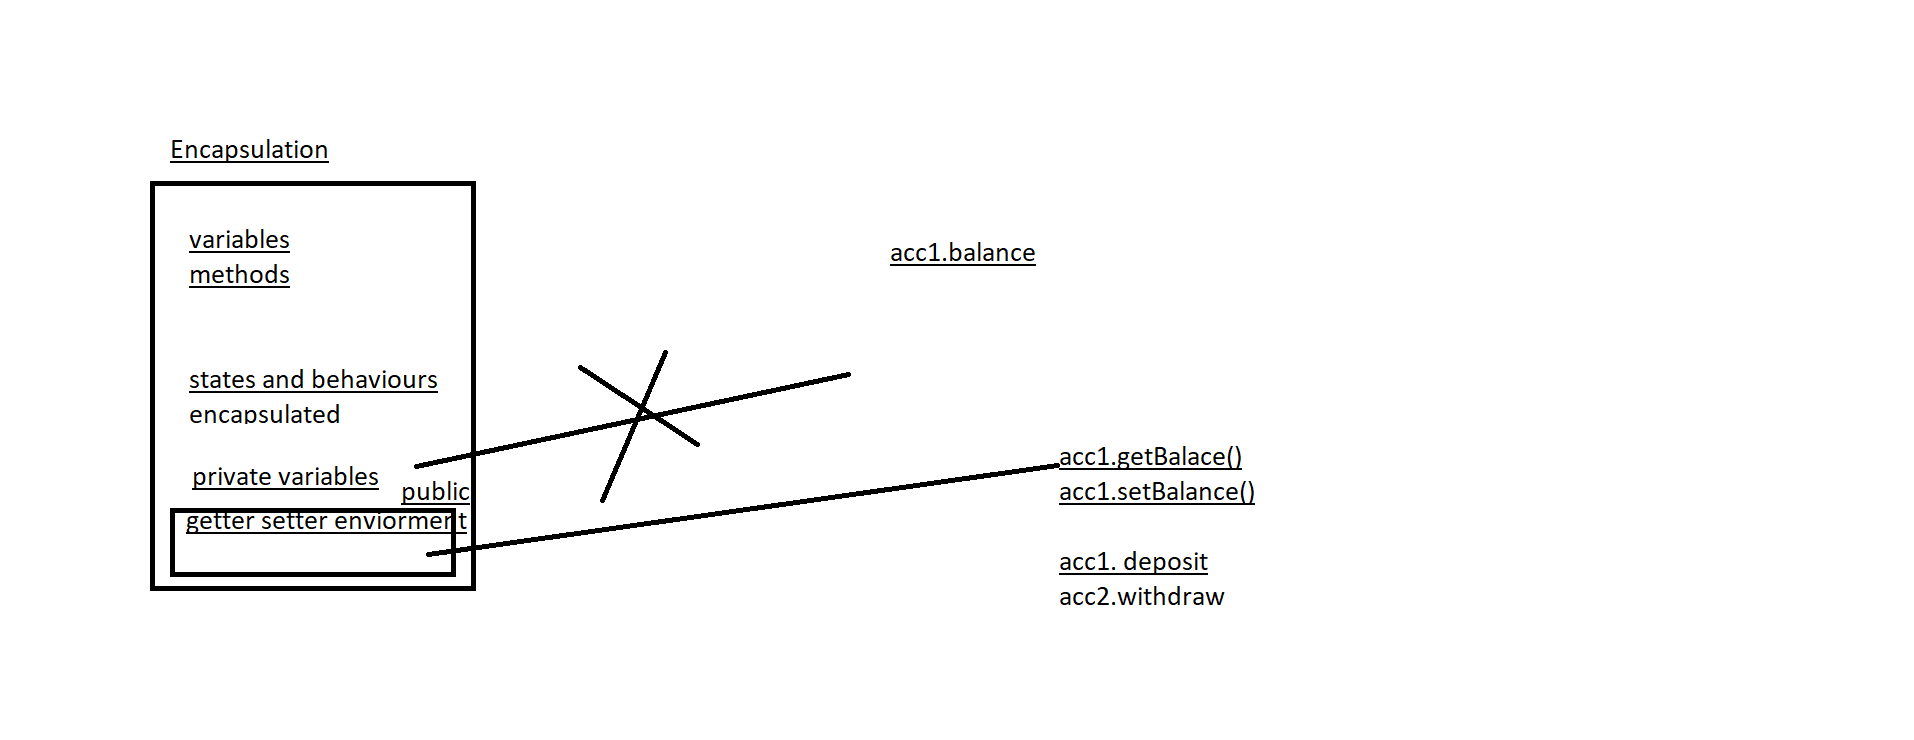 Encapsulation
variables
methods
acc1.balance
states and behaviours
encapsulated
private variables
public
getter setter enviorment
acc1.getBalace()
acc1.setBalance()
acc1. deposit
acc2.withdraw